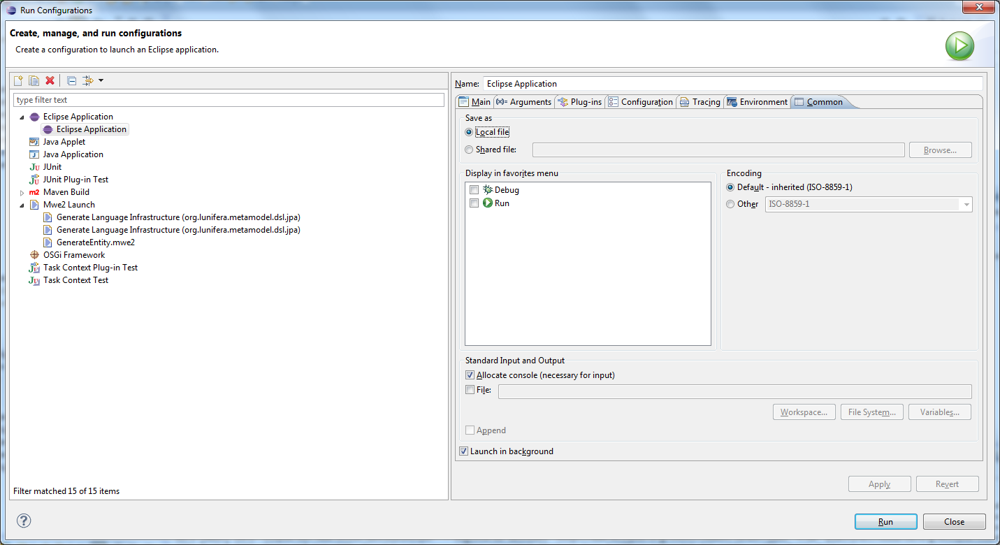 Run Configurations
Create, manage, and run configurations
Create a configuration to launch an Eclipse application.
type filter text
Eclipse Application
Eclipse Application
Java Applet
Java Application
JUnit
JUnit Plug-in Test
Maven Build
Mwe2 Launch
Generate Language Infrastructure (org.lunifera.metamodel.dsl.jpa)
Generate Language Infrastructure (org.lunifera.metamodel.dsl.jpa)
GenerateEntity.mwe2
OSGi Framework
Task Context Plug-in Test
Task Context Test
Filter matched 15 of 15 items
Name: Eclipse Application
Main (x)= Arguments Plug-ins Configuration Tracing Environment Common
Save as
Local file
Shared file: Browse...
Display in favorites menu
Debug
Run
Encoding
Default - inherited (ISO-8859-1)
Other ISO-8859-1
Standard Input and Output
Allocate console (necessary for input)
File:
Workspace... File System... Variables...
Append
Launch in background
Apply Revert
Run Close